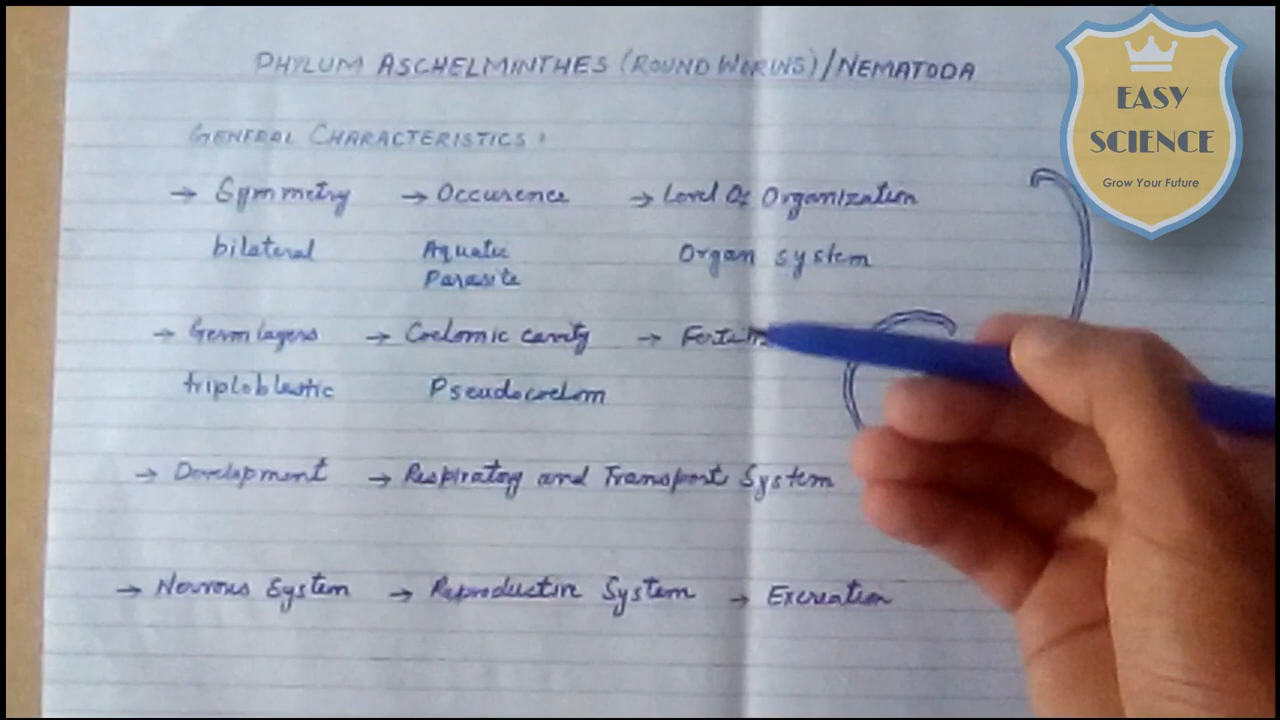 PHYLUM ASCHELMINTHES (ROUND WORMS)/NEMATODA
EASY
SCIENCE
Grow Your Future
GENERAL CHARACTERISTICS:
→ Symmetry → Occurence → Level Of Organization
bilateral Aquatic Organ system
Parasite
→ Germ layers → Coelomic cavity →
triploblastic Pseudocoelom
→ Development → Respiratory and Transport System
→ Nervous System → Reproductive System → Excreation